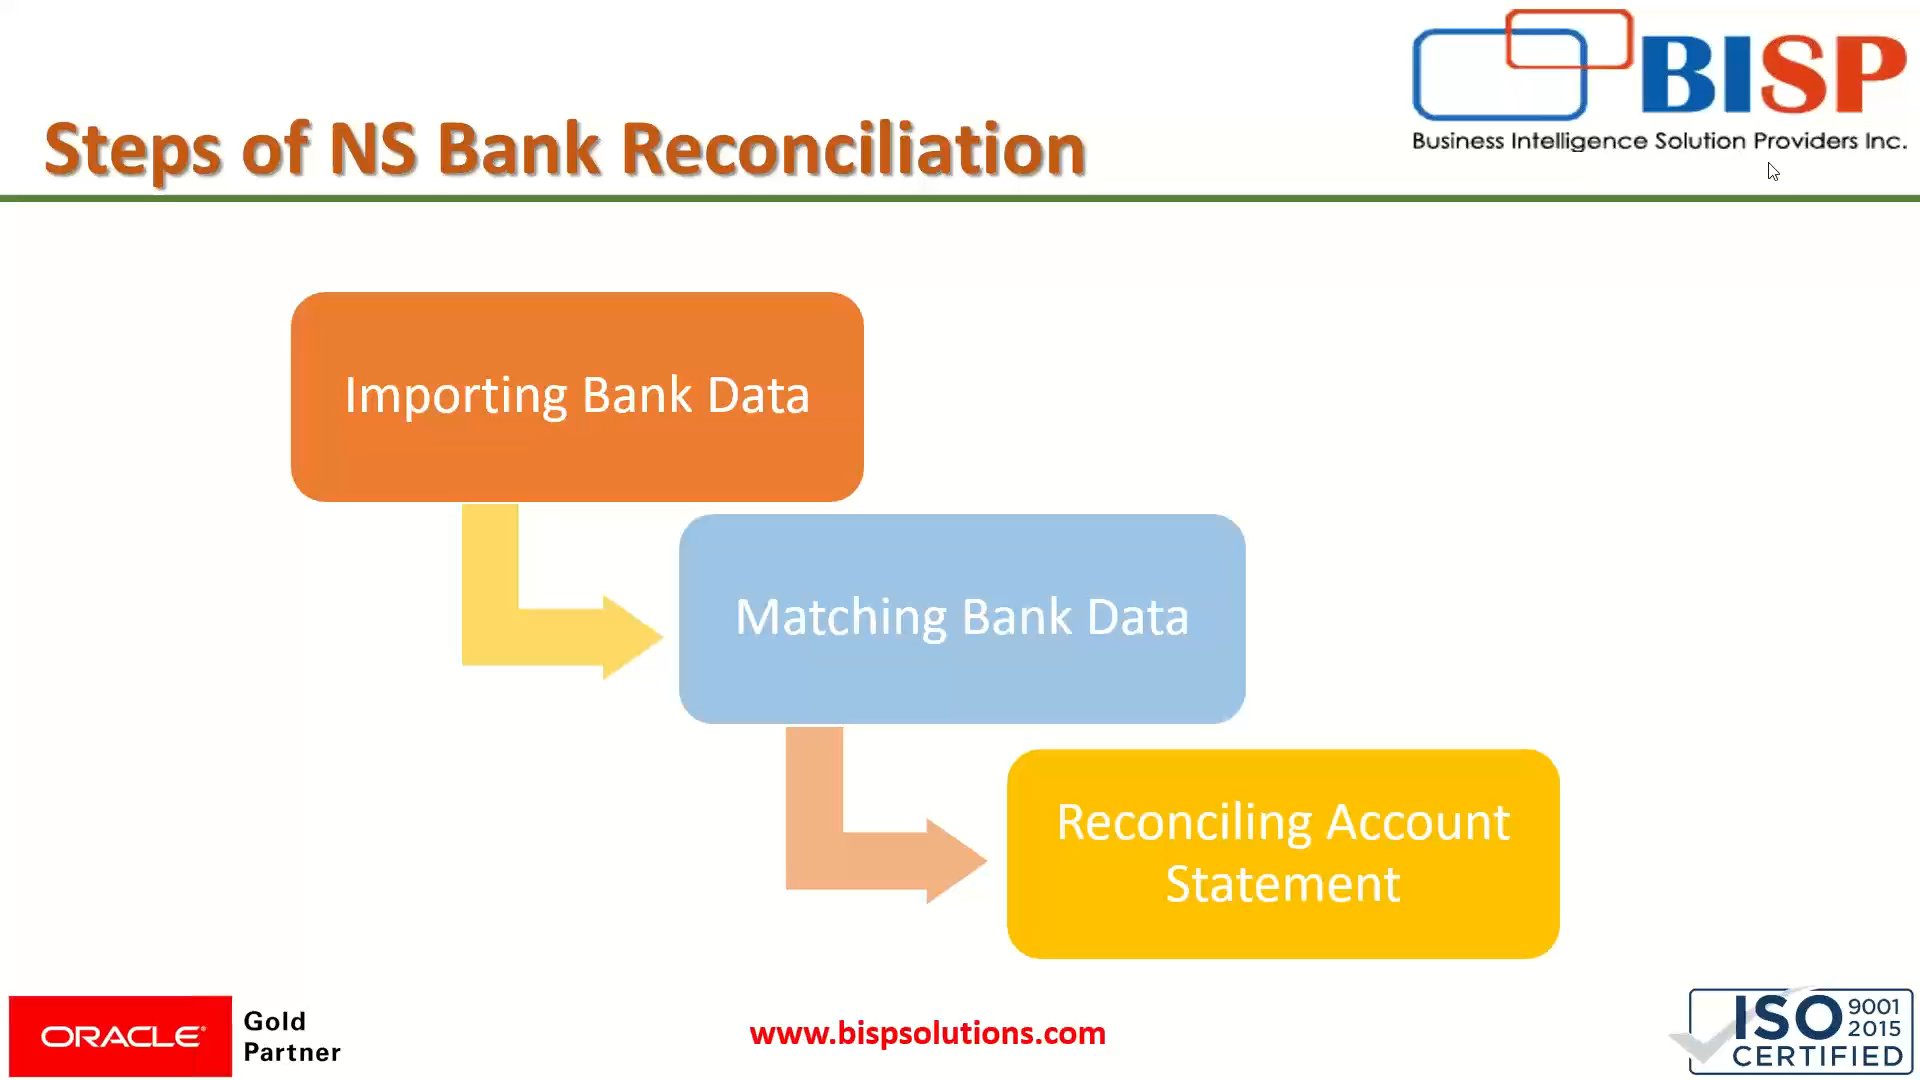 BISP
Business Intelligence Solution Providers Inc.
Steps of NS Bank Reconciliation
Importing Bank Data
Matching Bank Data
Reconciling Account
Statement
ORACLE®
Gold
Partner
www.bispsolutions.com
ISO 9001
2015
CERTIFIED